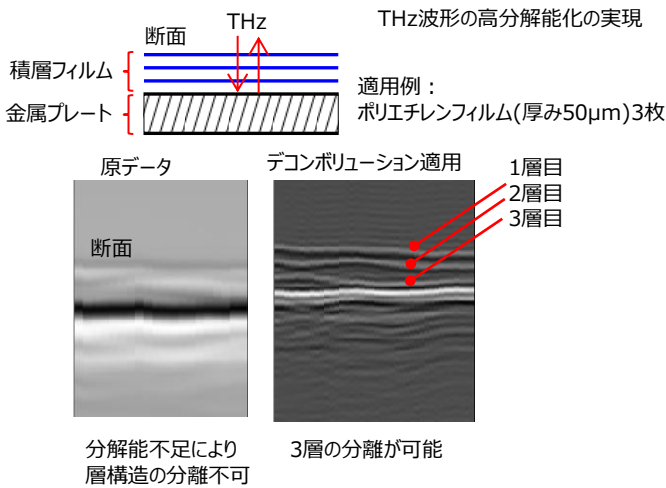 THz波形の高分解能化の実現
断面
THz
積層フィルム
金属プレート
適用例：
ポリエチレンフィルム(厚み50μm)3枚
原データ
デコンボリューション適用
1層目
2層目
3層目
断面
分解能不足により
層構造の分離不可
3層の分離が可能